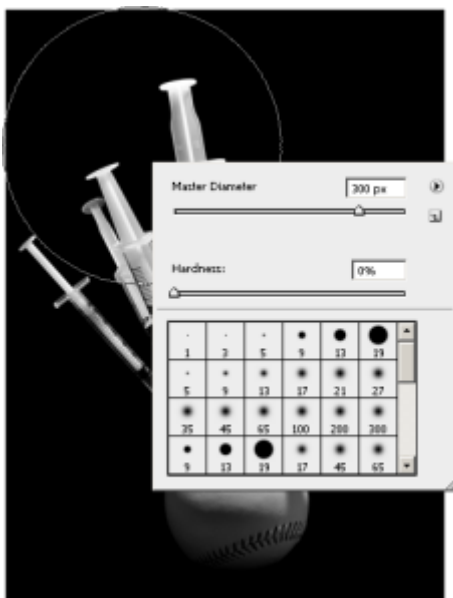 Master Diameter 300 px
Hardness: 0%
1 3 5 9 13 19
5 9 13 17 21 27
35 45 65 100 200 300
9 13 19 17 45 65